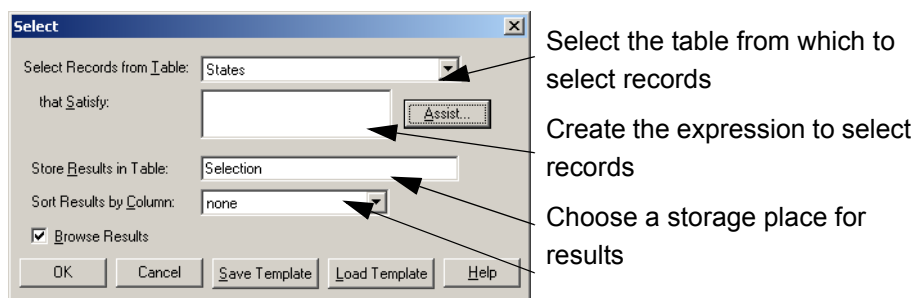 Select
Select Records from Table: States
that Satisfy:
Assist...
Store Results in Table: Selection
Sort Results by Column: none
Browse Results
OK Cancel Save Template Load Template Help
Select the table from which to
select records
Create the expression to select
records
Choose a storage place for
results